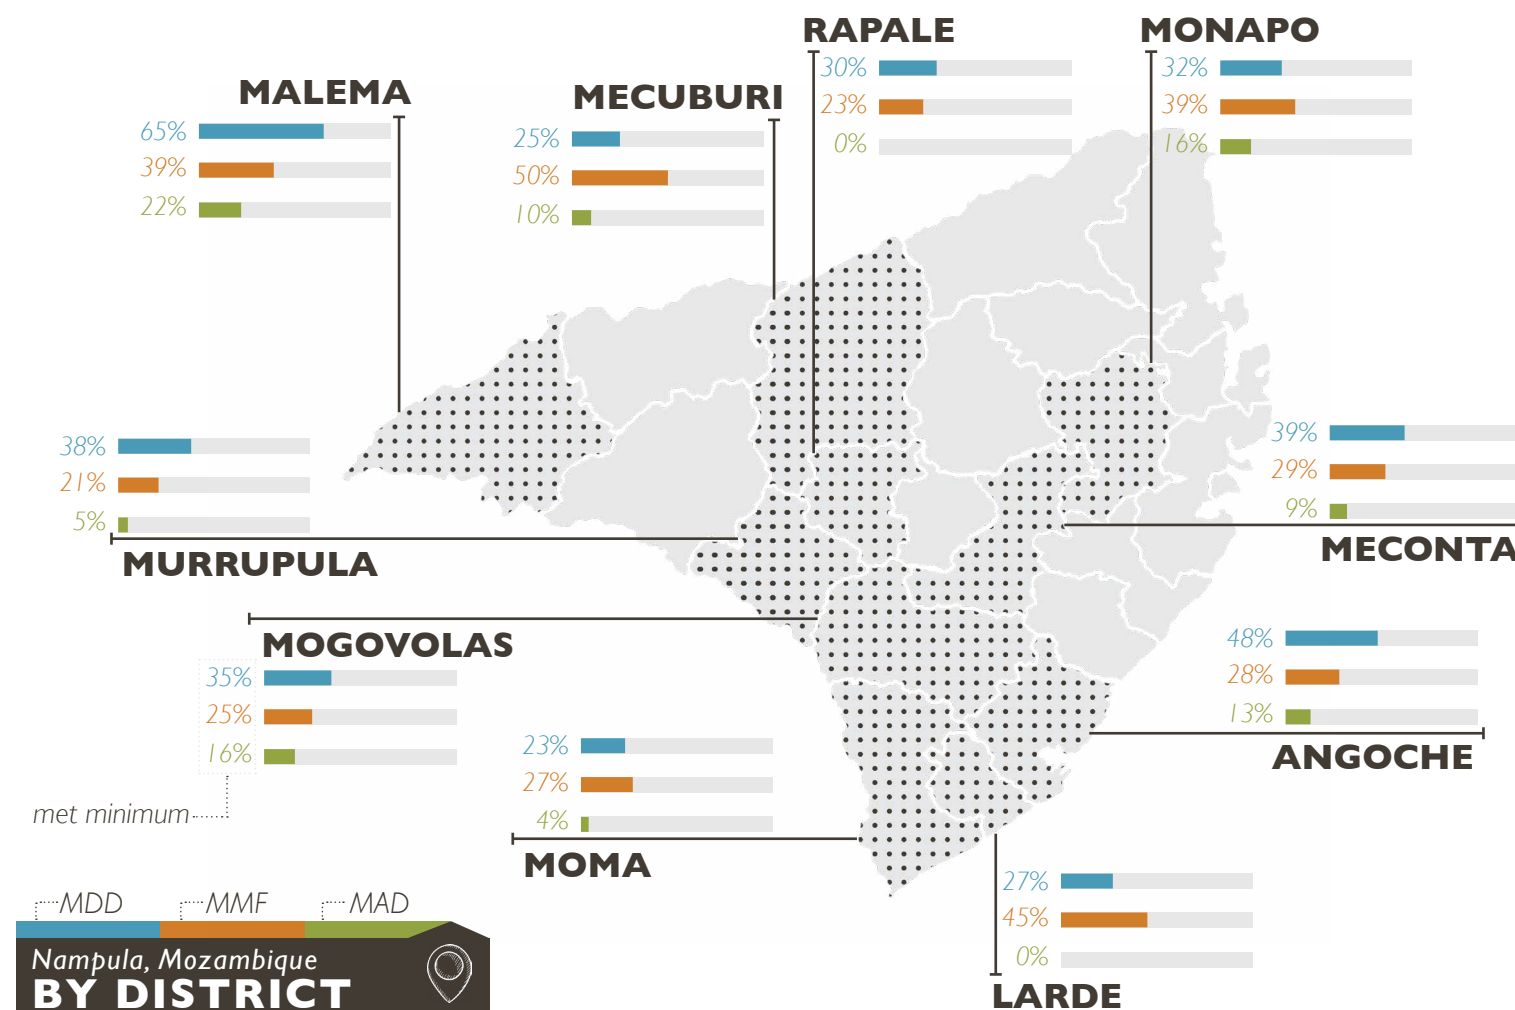 RAPALE
30%
23%
0%
MONAPO
32%
39%
16%
MALEMA
65%
39%
22%
MECUBURI
25%
50%
10%
38%
21%
5%
MURRUPULA
39%
29%
9%
MECONTA
MOGOVOLAS
35%
25%
16%
met minimum
48%
28%
13%
ANGOCHE
23%
27%
4%
MOMA
27%
45%
0%
LARDE
MDD MMF MAD
Nampula, Mozambique
BY DISTRICT